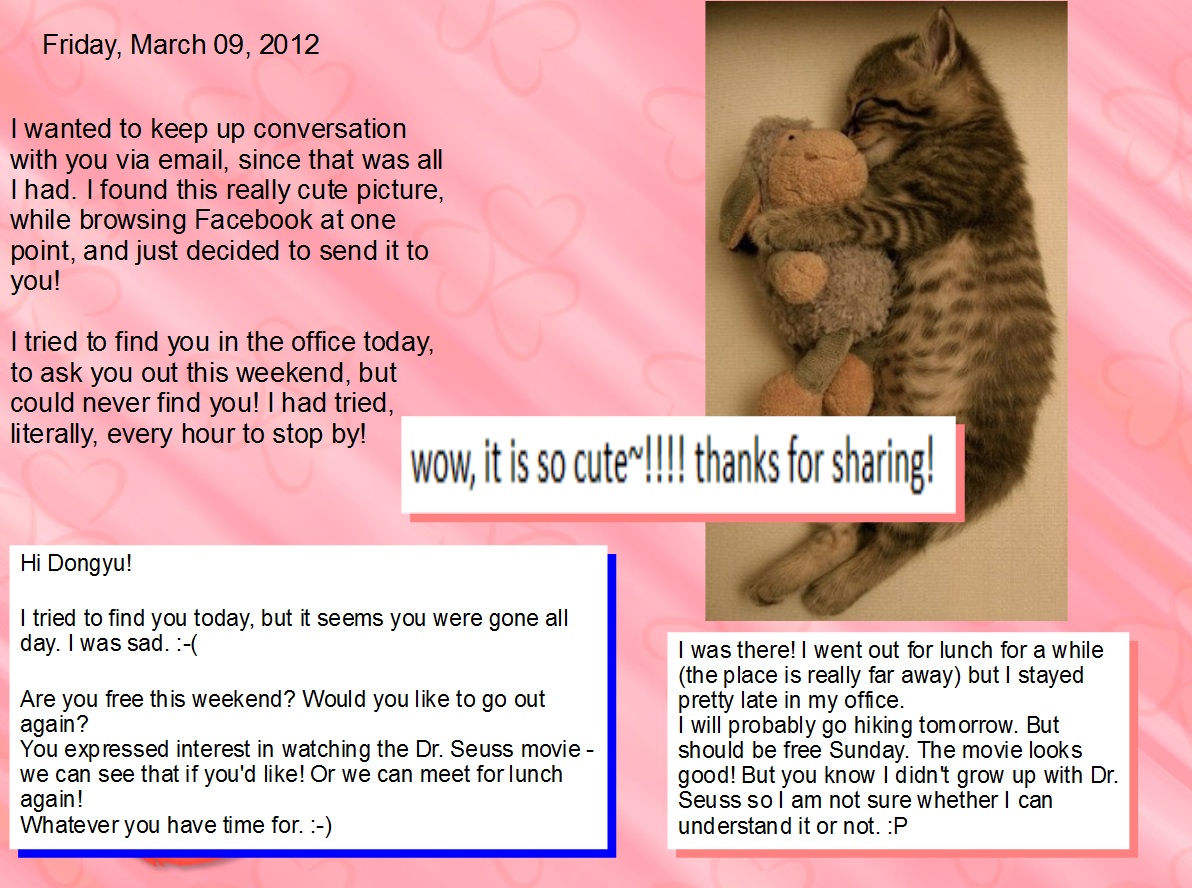 Friday, March 09, 2012
I wanted to keep up conversation
with you via email, since that was all
I had. I found this really cute picture,
while browsing Facebook at one
point, and just decided to send it to
you!
I tried to find you in the office today,
to ask you out this weekend, but
could never find you! I had tried,
literally, every hour to stop by!
wow, it is so cute~!!!! thanks for sharing!
Hi Dongyu!
I tried to find you today, but it seems you were gone all
day. I was sad. :-(
Are you free this weekend? Would you like to go out
again?
You expressed interest in watching the Dr. Seuss movie -
we can see that if you'd like! Or we can meet for lunch
again!
Whatever you have time for. :-)
I was there! I went out for lunch for a while
(the place is really far away) but I stayed
pretty late in my office.
I will probably go hiking tomorrow. But
should be free Sunday. The movie looks
good! But you know I didn't grow up with Dr.
Seuss so I am not sure whether I can
understand it or not. :P